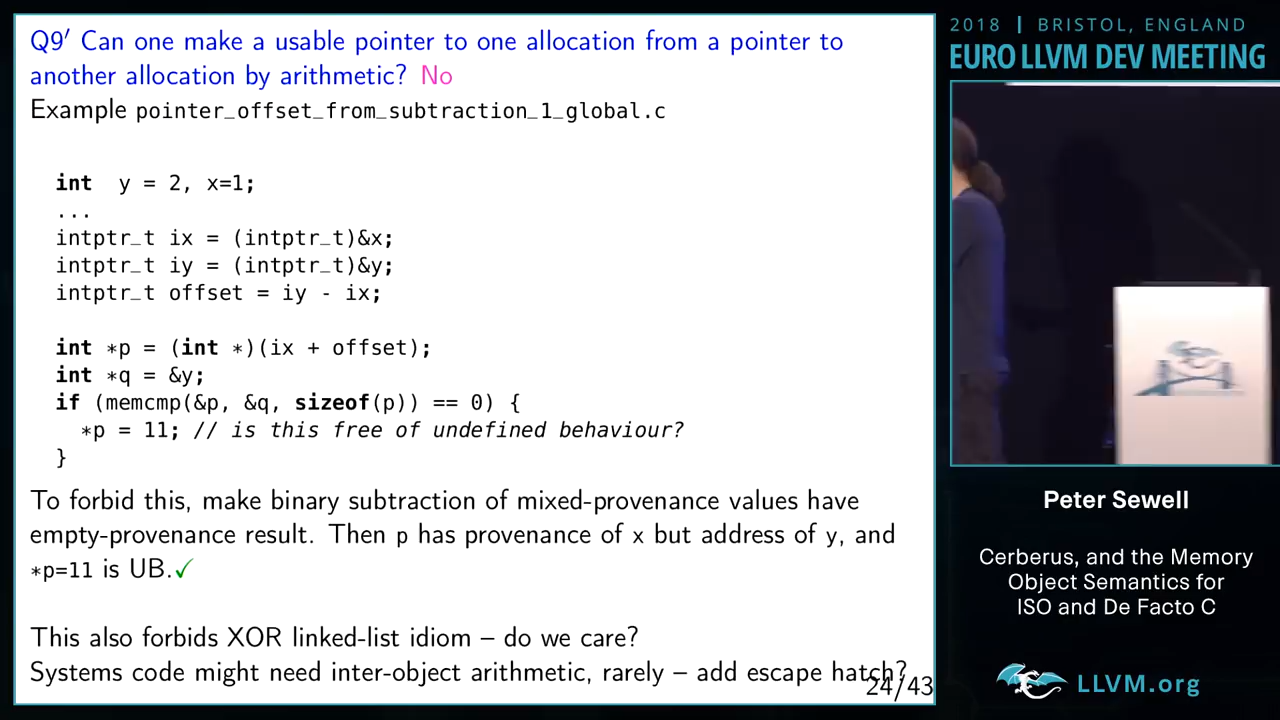 Q9′ Can one make a usable pointer to one allocation from a pointer to
another allocation by arithmetic? No
Example pointer_offset_from_subtraction_1_global.c
int  y = 2, x=1;
...
intptr_t ix = (intptr_t)&x;
intptr_t iy = (intptr_t)&y;
intptr_t offset = iy - ix;
int *p = (int *)(ix + offset);
int *q = &y;
if (memcmp(&p, &q, sizeof(p)) == 0) {
  *p = 11; // is this free of undefined behaviour?
}
To forbid this, make binary subtraction of mixed-provenance values have
empty-provenance result. Then p has provenance of x but address of y, and
*p=11 is UB.✓
This also forbids XOR linked-list idiom – do we care?
Systems code might need inter-object arithmetic, rarely – add escape hatch?
24/43
2018 | BRISTOL, ENGLAND
EURO LLVM DEV MEETING
Peter Sewell
Cerberus, and the Memory
Object Semantics for
ISO and De Facto C
LLVM.org